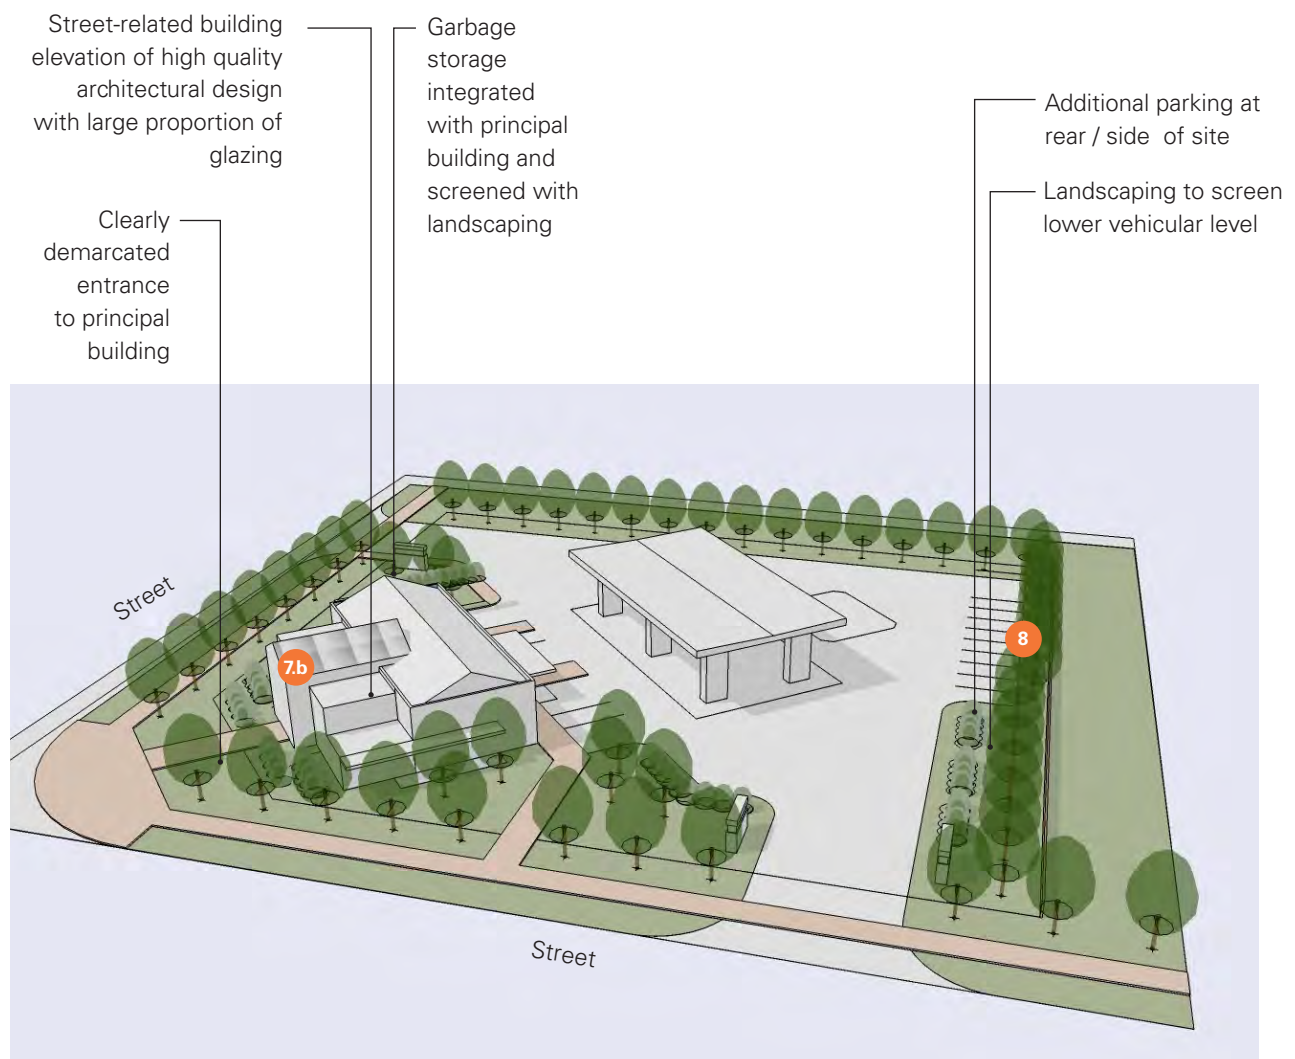 Street-related building
elevation of high quality
architectural design
with large proportion of
glazing
Garbage
storage
integrated
with principal
building and
screened with
landscaping
Additional parking at
rear / side of site
Landscaping to screen
lower vehicular level
Clearly
demarcated
entrance
to principal
building
Street
7.b
8
Street